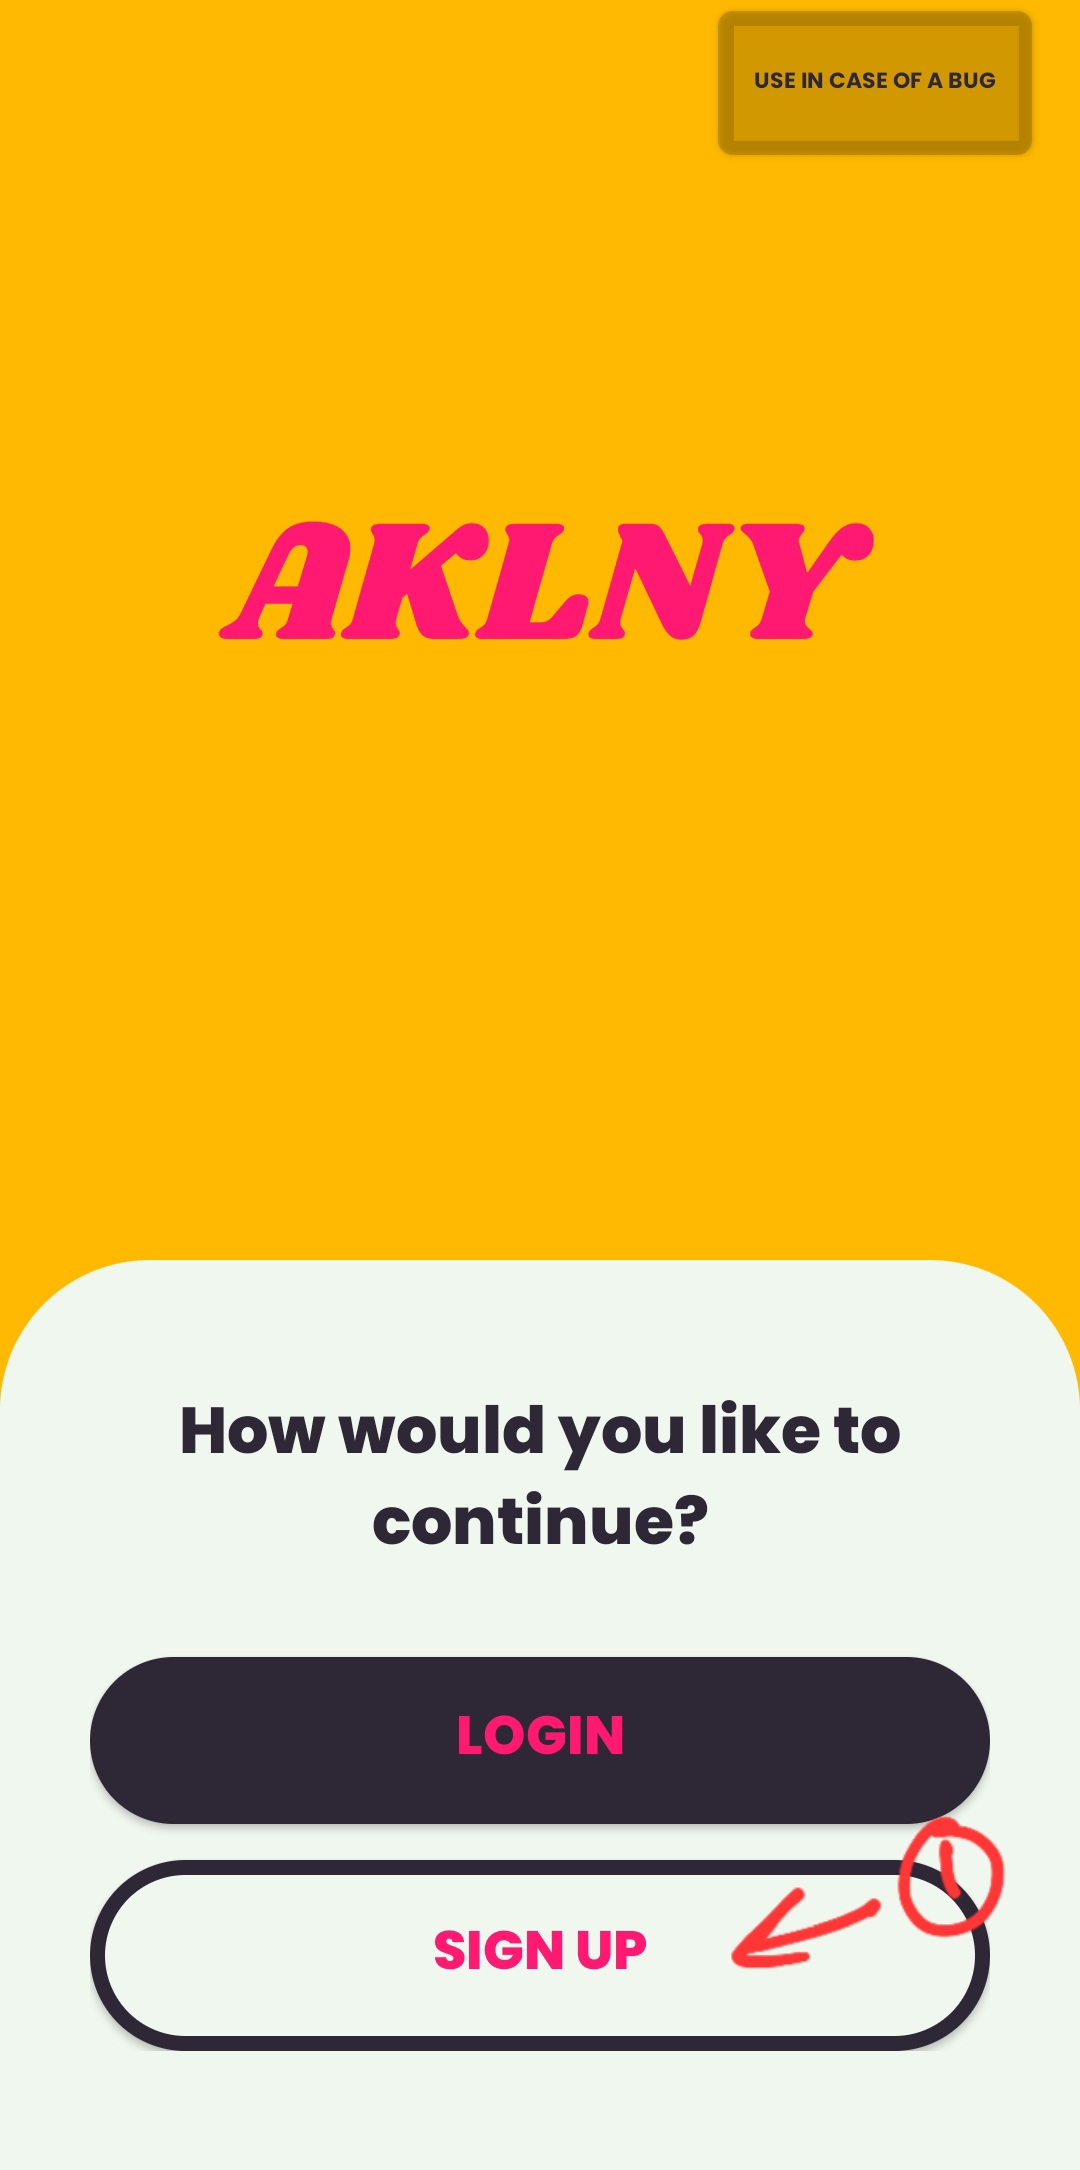 USE IN CASE OF A BUG
AKLNY
How would you like to
continue?
LOGIN
1
SIGN UP